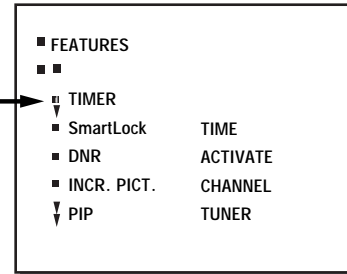 FEATURES
TIMER
SmartLock TIME
DNR ACTIVATE
INCR. PICT. CHANNEL
PIP TUNER